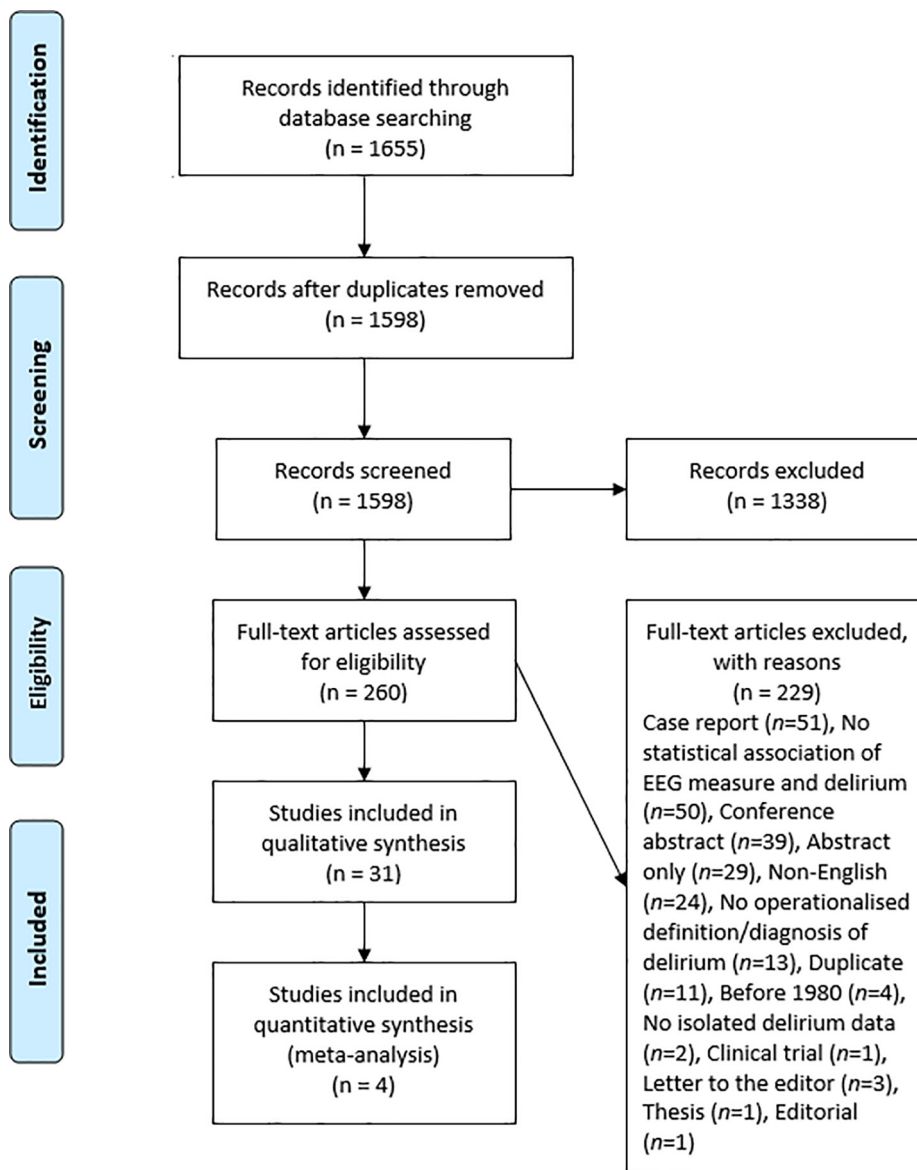 Identification
Records identified through
database searching
(n = 1655)
Records after duplicates removed
(n = 1598)
Screening
Records screened
(n = 1598)
Records excluded
(n = 1338)
Eligibility
Full-text articles assessed
for eligibility
(n = 260)
Full-text articles excluded,
with reasons
(n = 229)
Case report (n=51), No
statistical association of
EEG measure and delirium
(n=50), Conference
abstract (n=39), Abstract
only (n=29), Non-English
(n=24), No operationalised
definition/diagnosis of
delirium (n=13), Duplicate
(n=11), Before 1980 (n=4),
No isolated delirium data
(n=2), Clinical trial (n=1),
Letter to the editor (n=3),
Thesis (n=1), Editorial
(n=1)
Included
Studies included in
qualitative synthesis
(n = 31)
Studies included in
quantitative synthesis
(meta-analysis)
(n = 4)